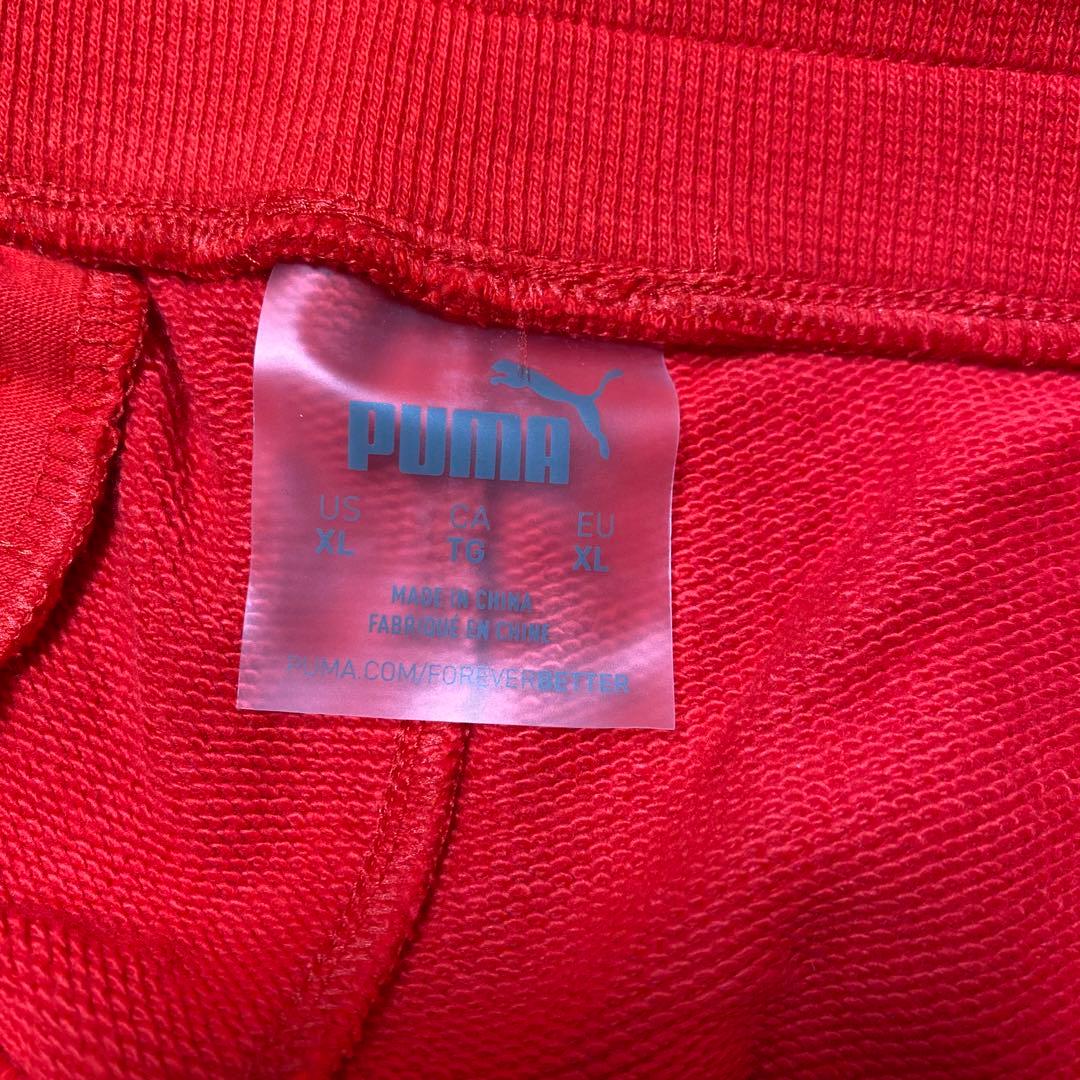 PUMA
US CA EU
XL TG XL
MADE IN CHINA
FABRIQUÉ EN CHINE
PUMA.COM/FOREVERBETTER